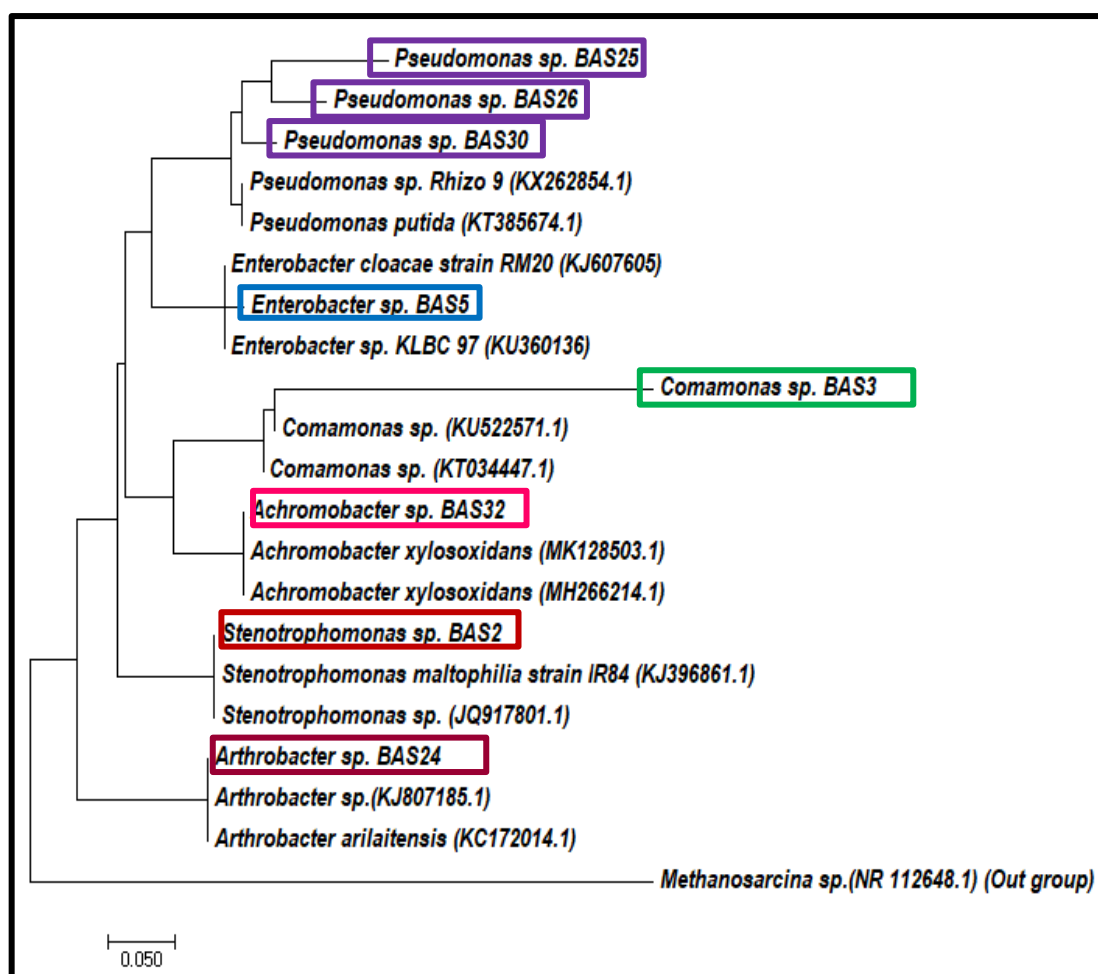 Pseudomonas sp. BAS25
Pseudomonas sp. BAS26
Pseudomonas sp. BAS30
Pseudomonas sp. Rhizo 9 (KX262854.1)
Pseudomonas putida (KT385674.1)
Enterobacter cloacae strain RM20 (KJ607605)
Enterobacter sp. BAS5
Enterobacter sp. KLBC 97 (KU360136)
Comamonas sp. BAS3
Comamonas sp. (KU522571.1)
Comamonas sp. (KT034447.1)
Achromobacter sp. BAS32
Achromobacter xylosoxidans (MK128503.1)
Achromobacter xylosoxidans (MH266214.1)
Stenotrophomonas sp. BAS2
Stenotrophomonas maltophilia strain IR84 (KJ396861.1)
Stenotrophomonas sp. (JQ917801.1)
Arthrobacter sp. BAS24
Arthrobacter sp.(KJ807185.1)
Arthrobacter arilaitensis (KC172014.1)
Methanosarcina sp.(NR 112648.1) (Out group)
0.050